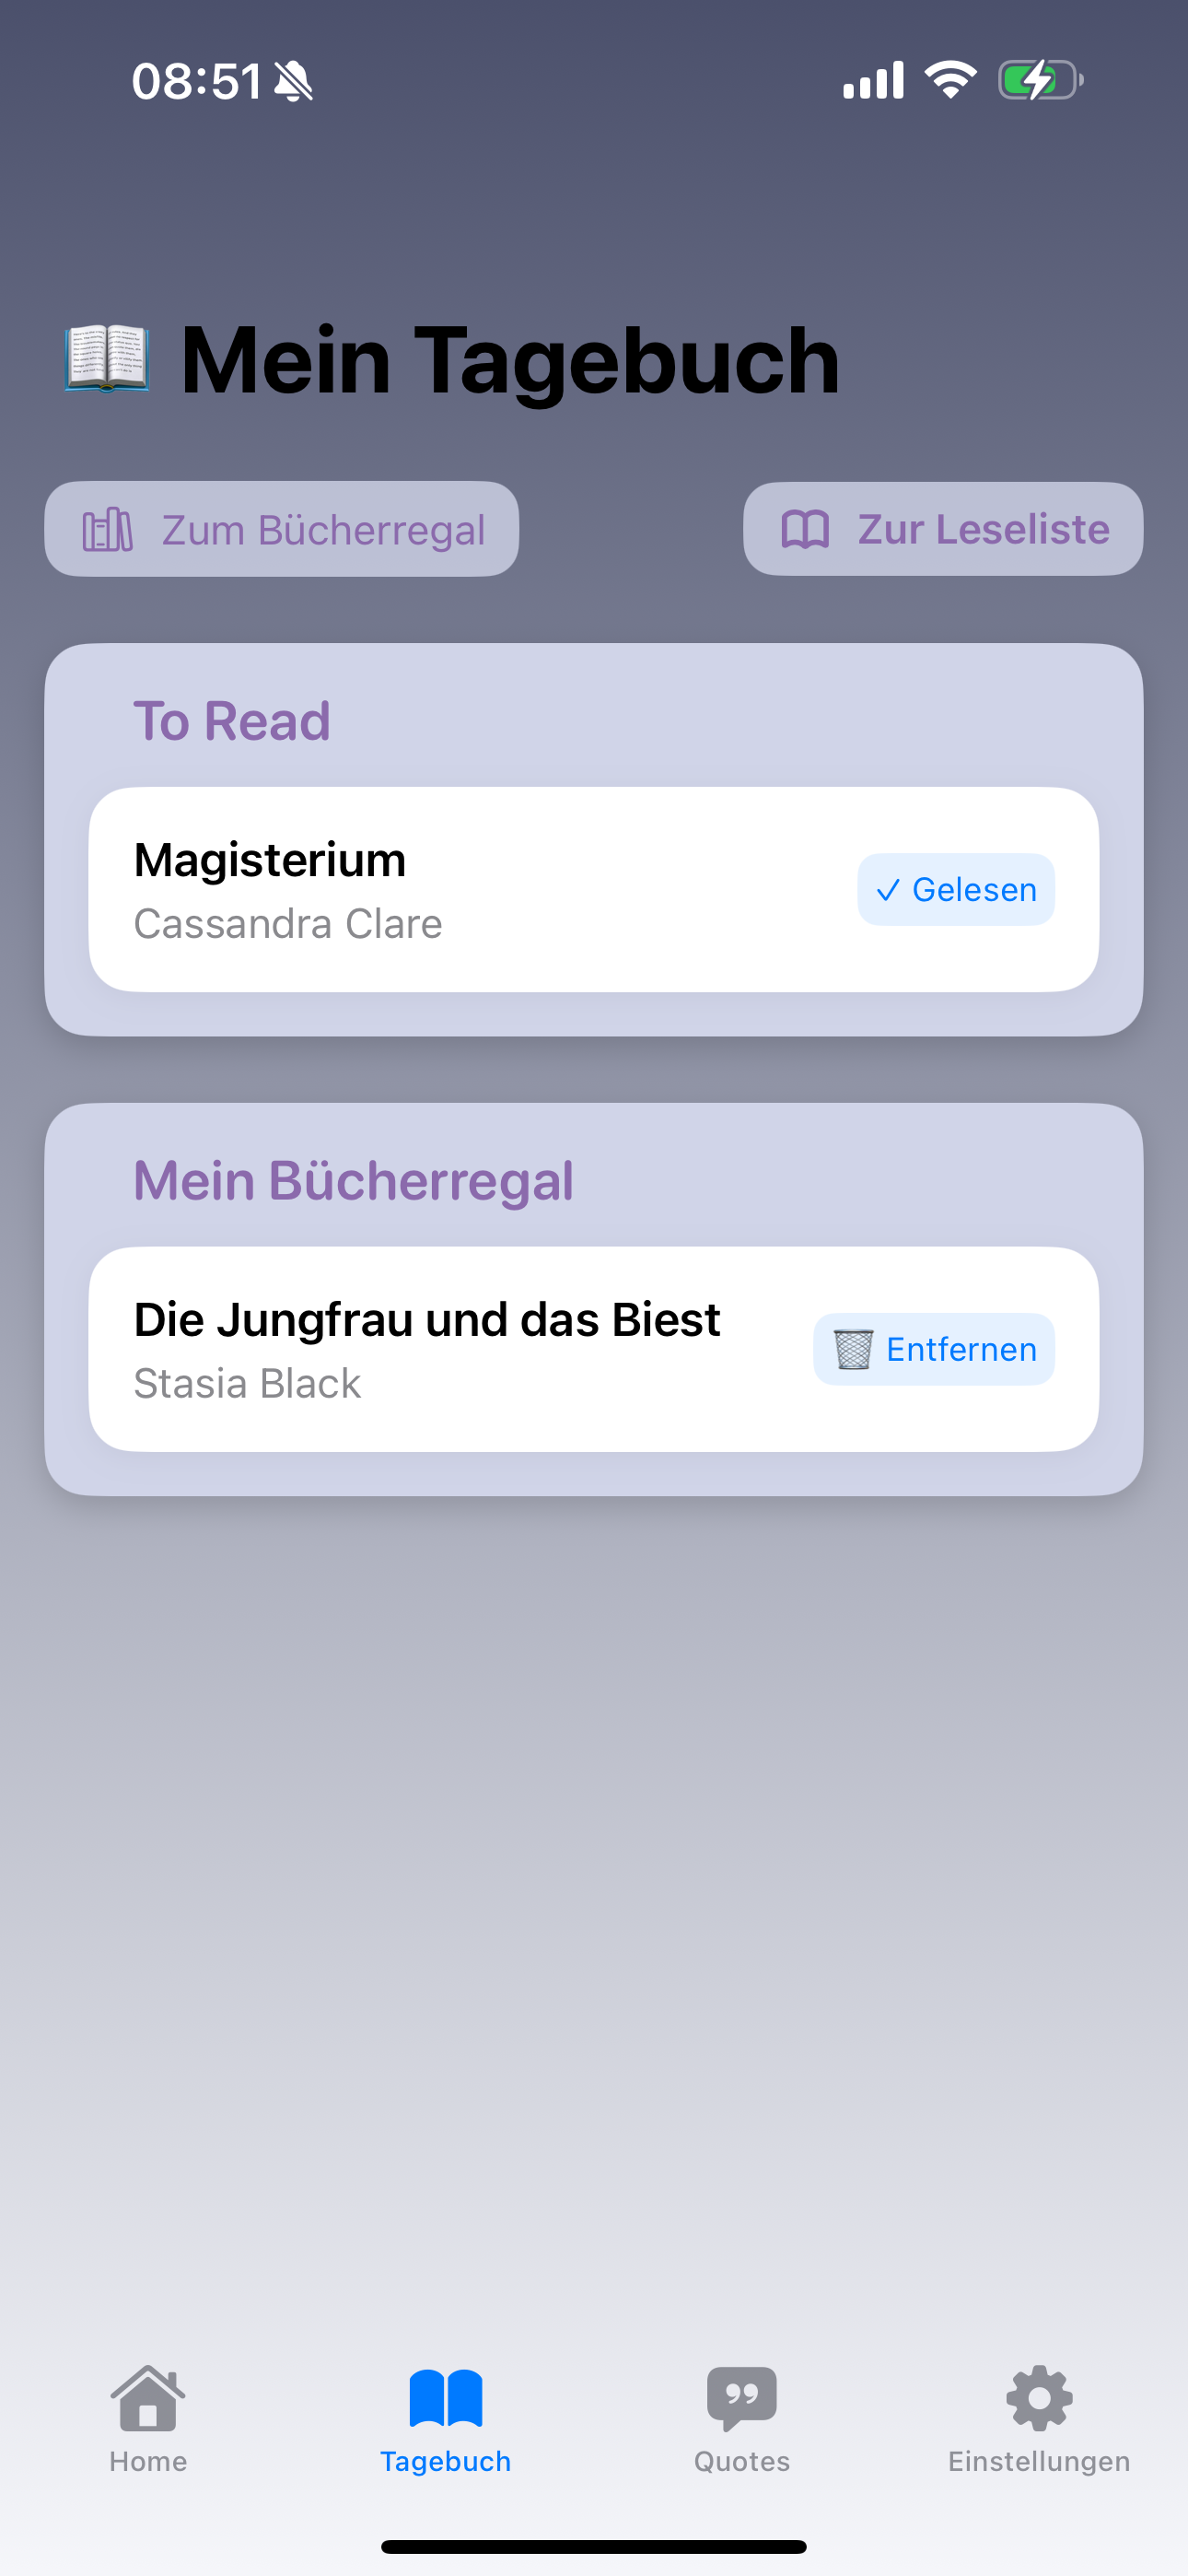 08:51
Mein Tagebuch
Zum Bücherregal
Zur Leseliste
To Read
Magisterium
Cassandra Clare
✓ Gelesen
Mein Bücherregal
Die Jungfrau und das Biest
Stasia Black
Entfernen
Home
Tagebuch
Quotes
Einstellungen